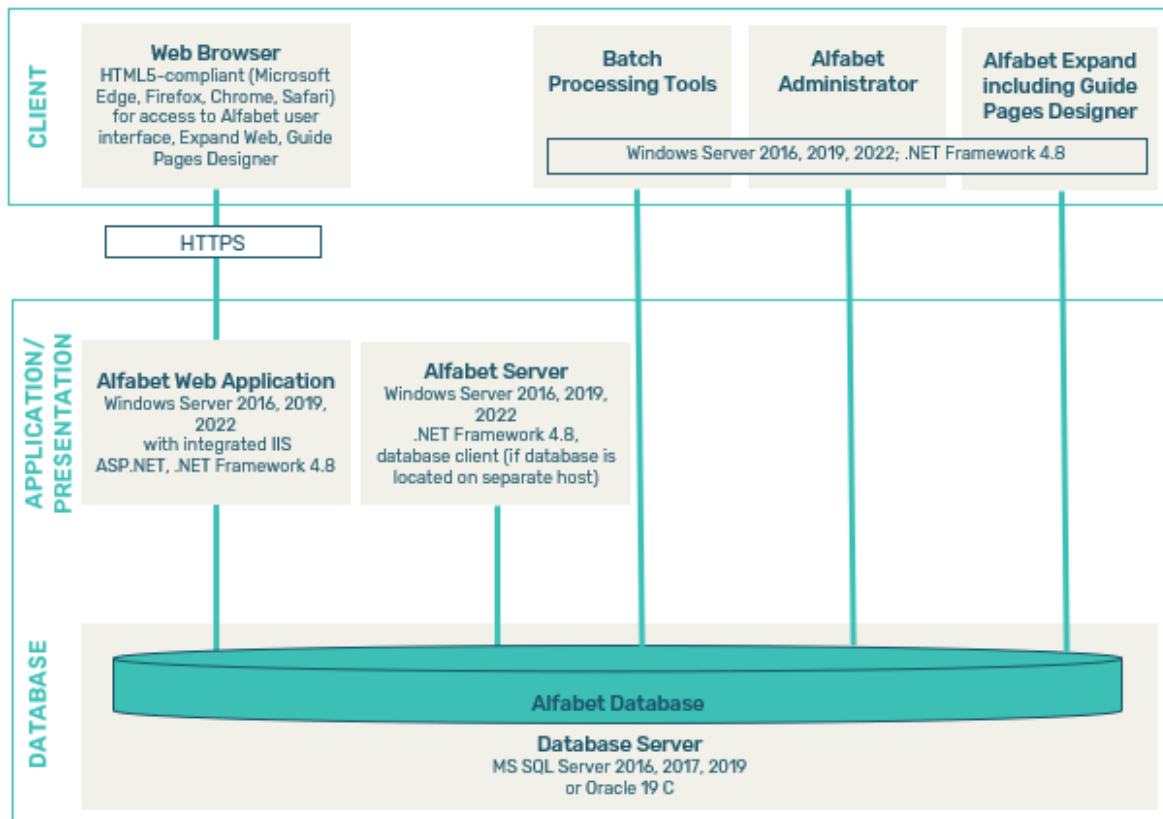 CLIENT
Web Browser
HTML5-compliant (Microsoft
Edge, Firefox, Chrome, Safari)
for access to Alfabet user
interface, Expand Web, Guide
Pages Designer
Batch
Processing Tools
Alfabet
Administrator
Alfabet Expand
including Guide
Pages Designer
Windows Server 2016, 2019, 2022; .NET Framework 4.8
HTTPS
APPLICATION/
PRESENTATION
Alfabet Web Application
Windows Server 2016, 2019,
2022
with integrated IIS
ASP.NET, .NET Framework 4.8
Alfabet Server
Windows Server 2016, 2019,
2022
.NET Framework 4.8,
database client (if database is
located on separate host)
DATABASE
Alfabet Database
Database Server
MS SQL Server 2016, 2017, 2019
or Oracle 19 C